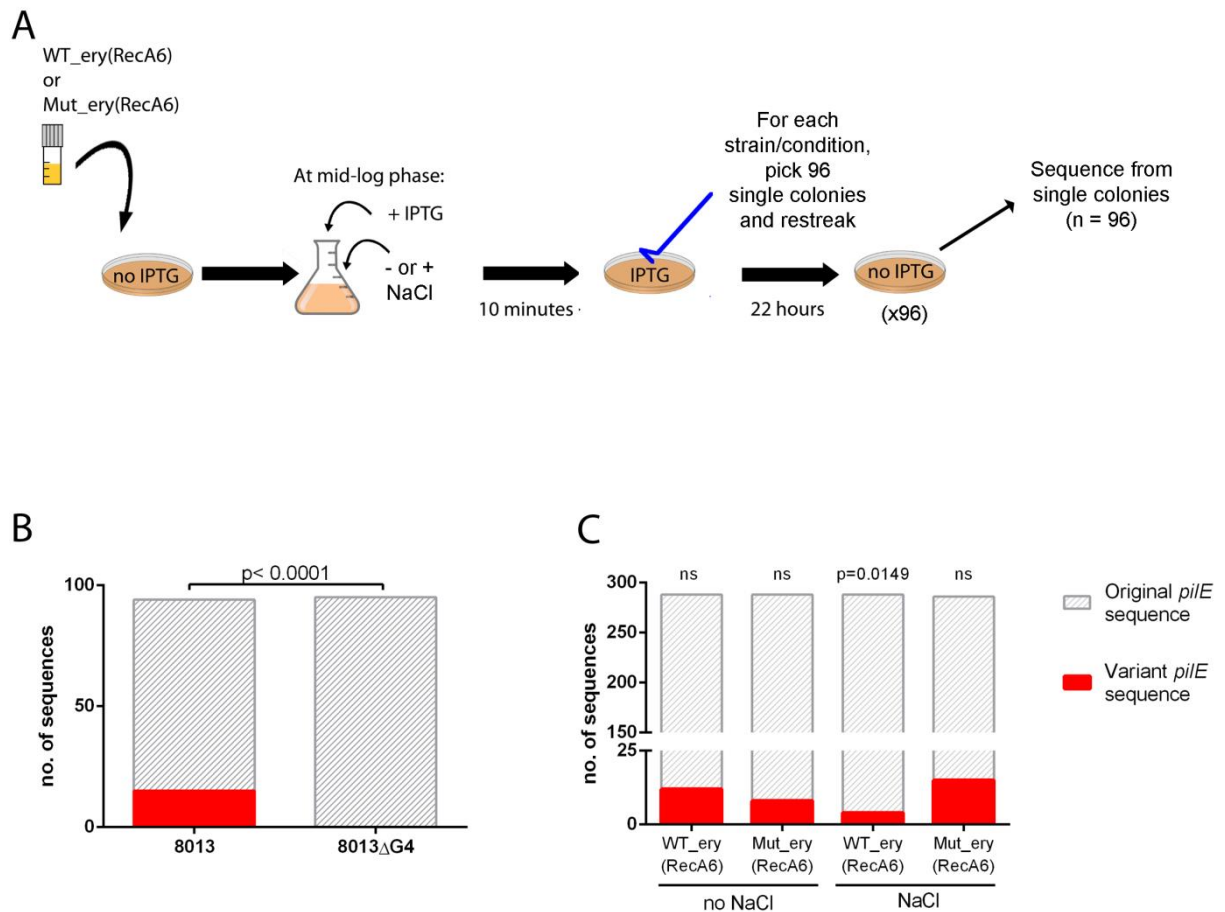 A
WT_ery(RecA6)
or
Mut_ery(RecA6)
no IPTG
At mid-log phase:
+ IPTG
- or +
NaCl
10 minutes
IPTG
For each
strain/condition,
pick 96
single colonies
and restreak
22 hours
no IPTG
(x96)
Sequence from
single colonies
(n = 96)
B
p< 0.0001
no. of sequences
100
50
0
8013
8013ΔG4
C
ns
ns
p=0.0149
ns
no. of sequences
300
250
200
150
25
0
WT_ery
(RecA6)
Mut_ery
(RecA6)
WT_ery
(RecA6)
Mut_ery
(RecA6)
no NaCl
NaCl
Original pilE
sequence
Variant pilE
sequence